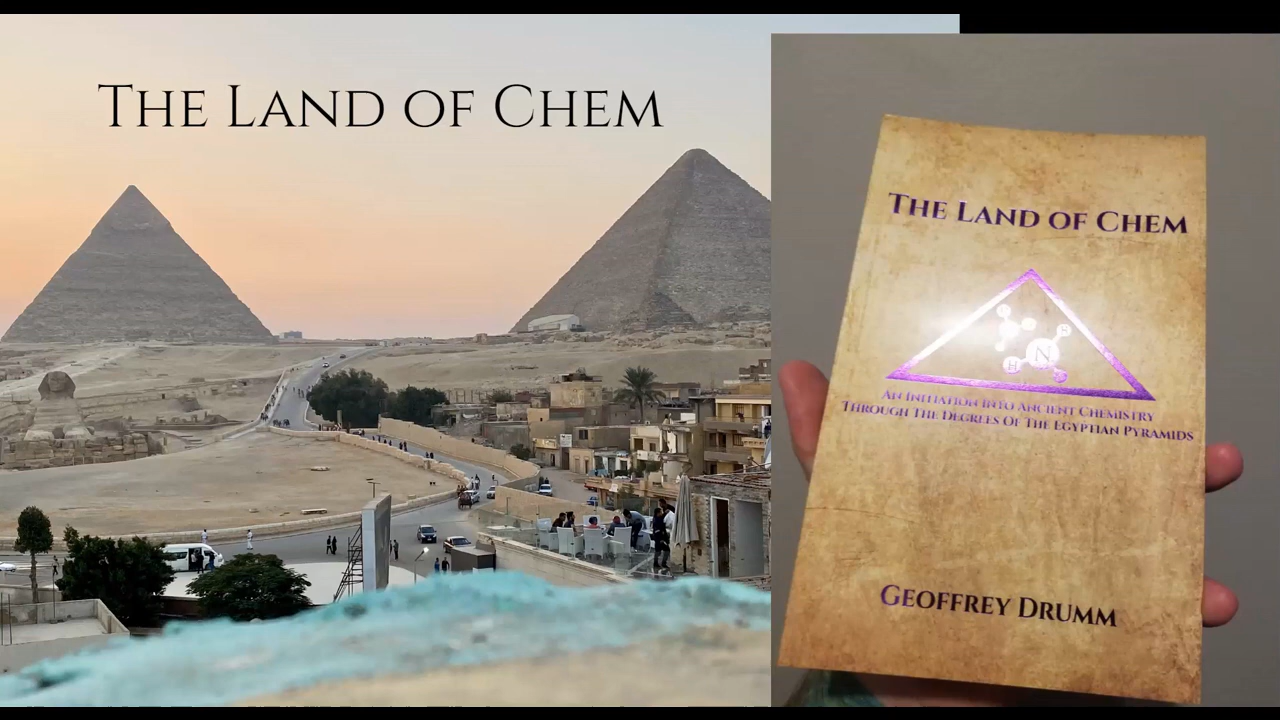 The Land of Chem
The Land of Chem
N
H
An Initiation into Ancient Chemistry
Through The Degrees Of The Egyptian Pyramids
Geoffrey Drumm